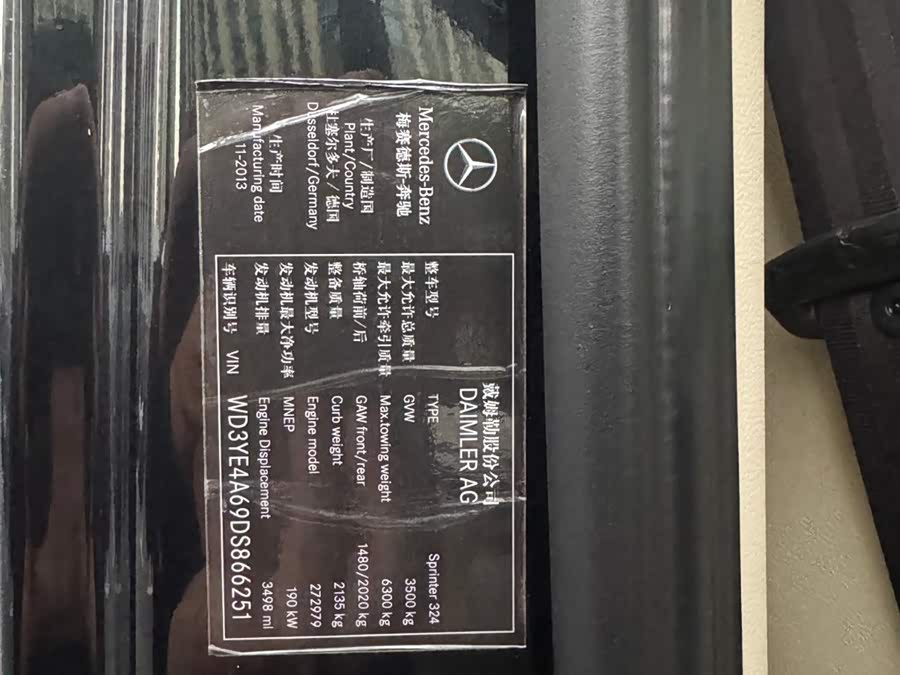 Mercedes-Benz
梅赛德斯-奔驰
生产厂/制造国
Plant/Country
杜塞尔多夫/德国
Düsseldorf/Germany
生产时间
Manufacturing date
11-2013
戴姆勒股份公司
DAIMLER AG
整车型号 TYPE Sprinter 324
最大允许总质量 GVW 3500 kg
最大允许牵引质量 Max.towing weight 6300 kg
桥轴荷前/后 GAW front/rear 1480/2020 kg
整备质量 Curb weight 2135 kg
发动机型号 Engine model 272979
发动机最大净功率 MNEP 190 kW
发动机排量 Engine Displacement 3498 ml
车辆识别号 VIN WD3YE4A69DS866251